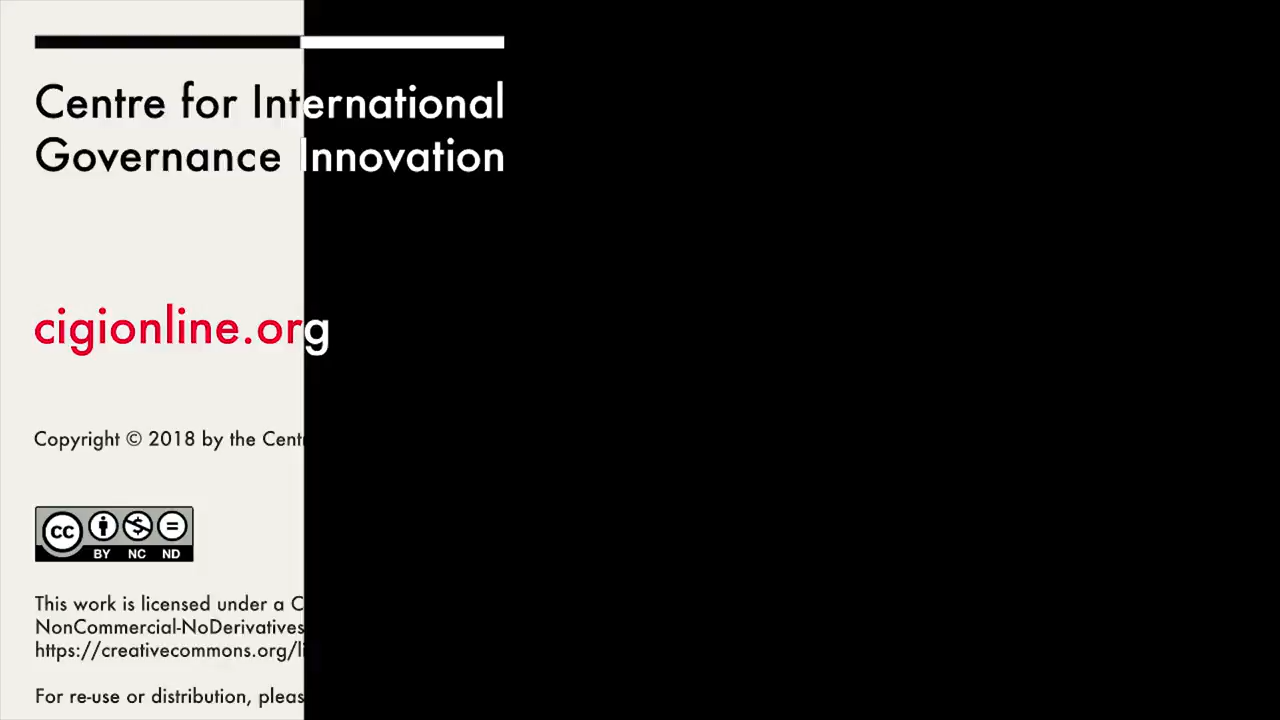 Centre for International
Governance Innovation
cigionline.org
Copyright © 2018 by the
cc
BY NC ND
This work is licensed under a
NonCommercial-NoDerivatives
https://creativecommons.org/
For re-use or distribution,